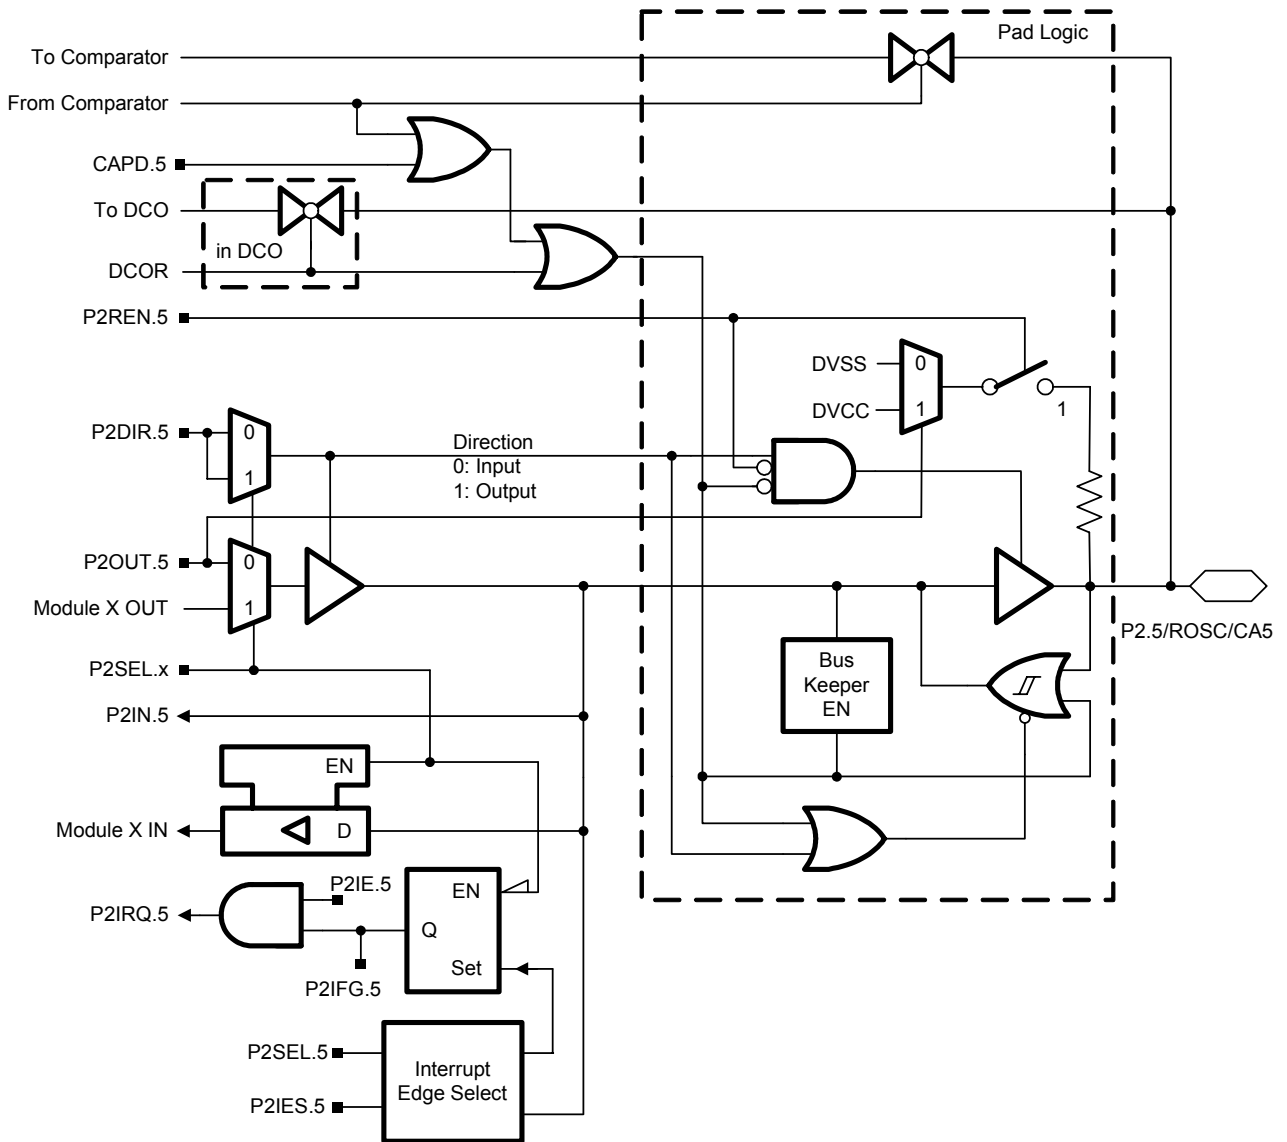 Pad Logic
To Comparator
From Comparator
CAPD.5
To DCO
in DCO
DCOR
P2REN.5
DVSS
0
DVCC
1
1
P2DIR.5
0
1
Direction
0: Input
1: Output
P2OUT.5
0
Module X OUT
1
P2.5/ROSC/CA5
P2SEL.x
Bus
Keeper
EN
P2IN.5
EN
Module X IN
D
P2IE.5
EN
P2IRQ.5
Q
Set
P2IFG.5
P2SEL.5
Interrupt
Edge Select
P2IES.5